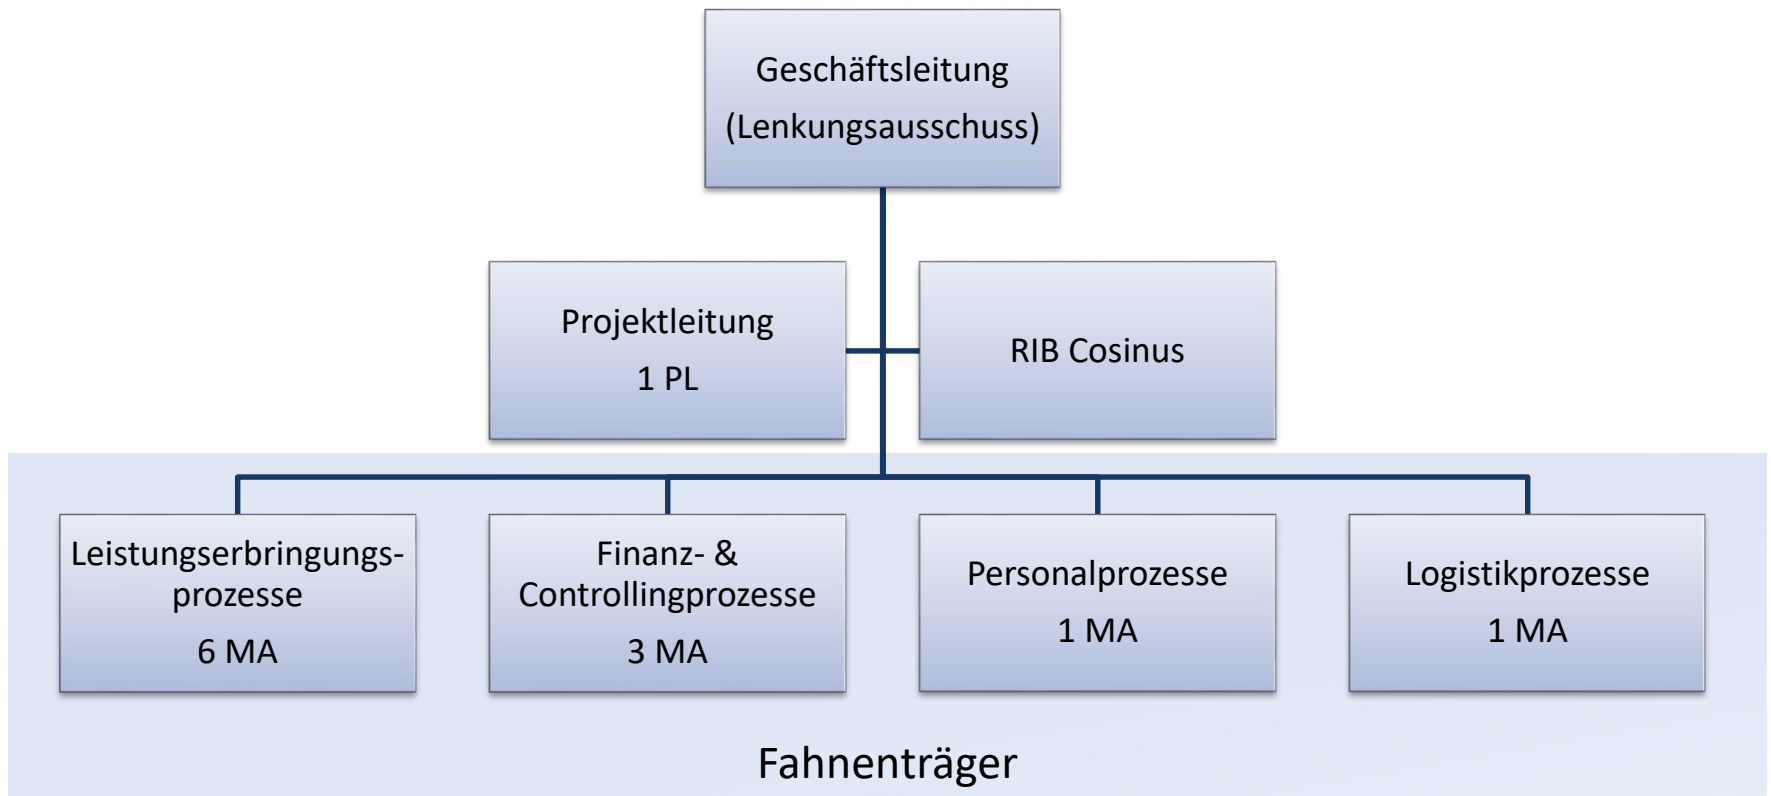 Geschäftsleitung
(Lenkungsausschuss)
Projektleitung
1 PL
RIB Cosinus
Leistungserbringungs-
prozesse
6 MA
Finanz- &
Controllingprozesse
3 MA
Personalprozesse
1 MA
Logistikprozesse
1 MA
Fahnenträger